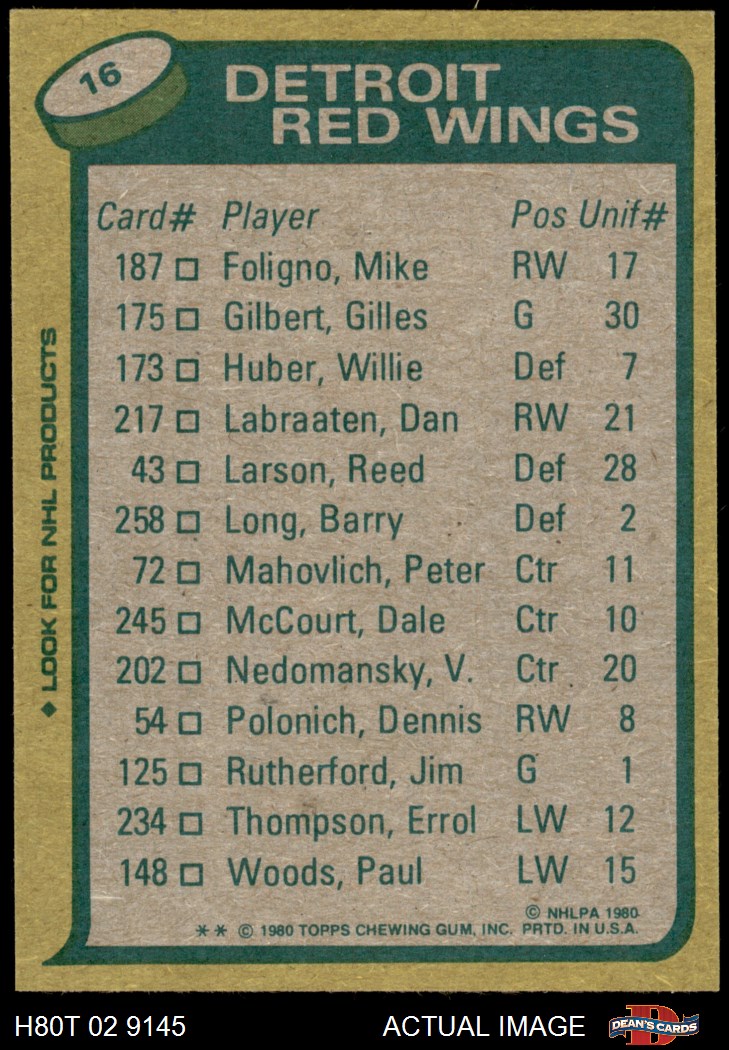 16
DETROIT
RED WINGS
Card# Player Pos Unif#
187 □ Foligno, Mike RW 17
175 □ Gilbert, Gilles G 30
173 □ Huber, Willie Def 7
217 □ Labraaten, Dan RW 21
43 □ Larson, Reed Def 28
258 □ Long, Barry Def 2
72 □ Mahovlich, Peter Ctr 11
245 □ McCourt, Dale Ctr 10
202 □ Nedomansky, V. Ctr 20
54 □ Polonich, Dennis RW 8
125 □ Rutherford, Jim G 1
234 □ Thompson, Errol LW 12
148 □ Woods, Paul LW 15
© NHLPA 1980
** © 1980 TOPPS CHEWING GUM, INC. PRTD. IN U.S.A.
◆ LOOK FOR NHL PRODUCTS
H80T 02 9145 ACTUAL IMAGE D DEAN'S CARDS